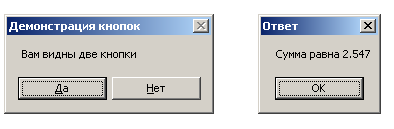 Демонстрация кнопок
Вам видны две кнопки
Да
Нет
Ответ
Сумма равна 2.547
OK